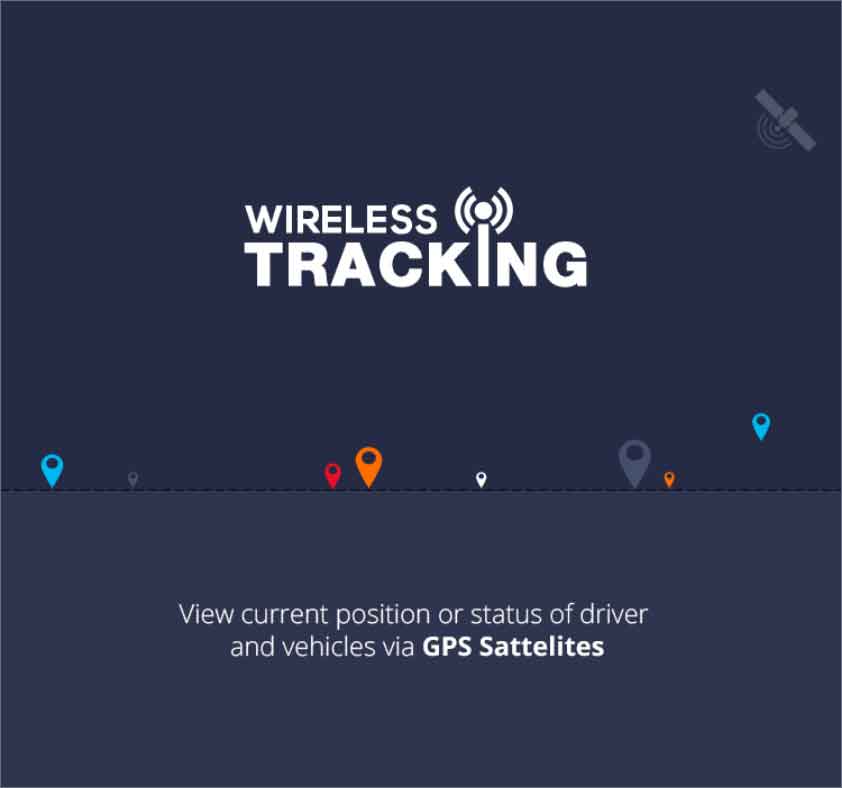 WIRELESS
TRACKING
View current position or status of driver
and vehicles via GPS Sattelites